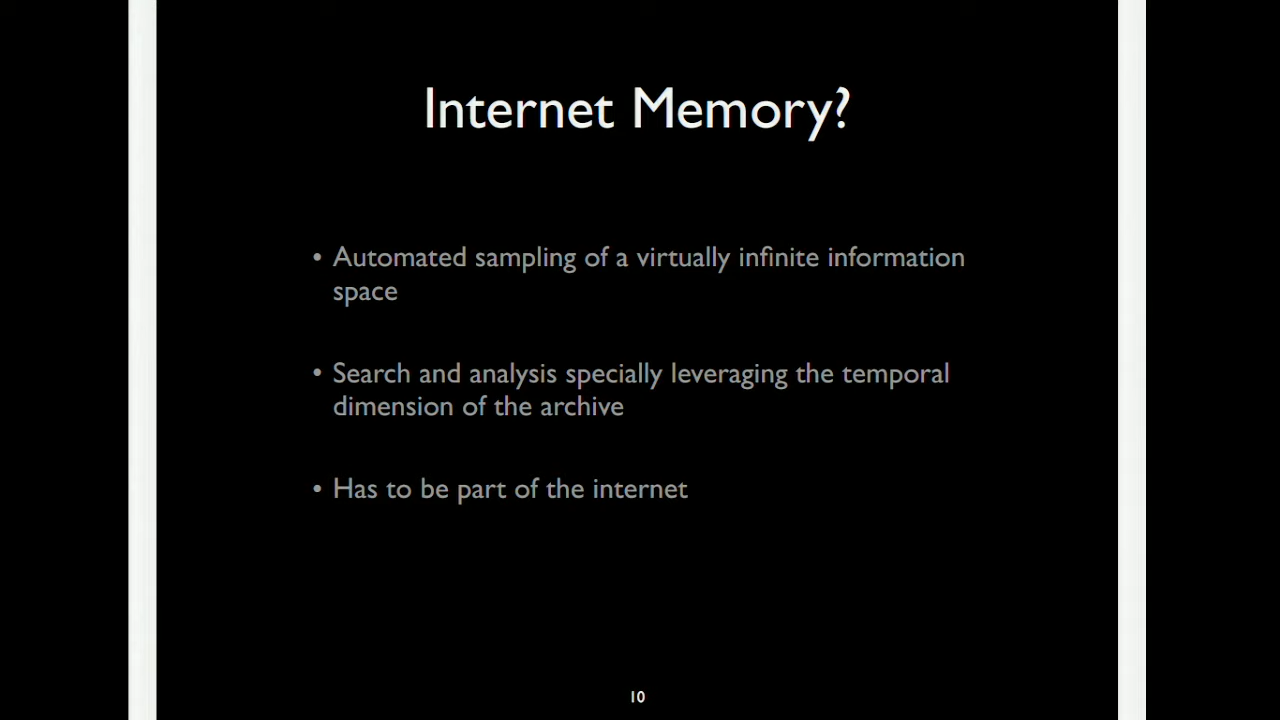 Internet Memory?
• Automated sampling of a virtually infinite information
space
• Search and analysis specially leveraging the temporal
dimension of the archive
• Has to be part of the internet
10